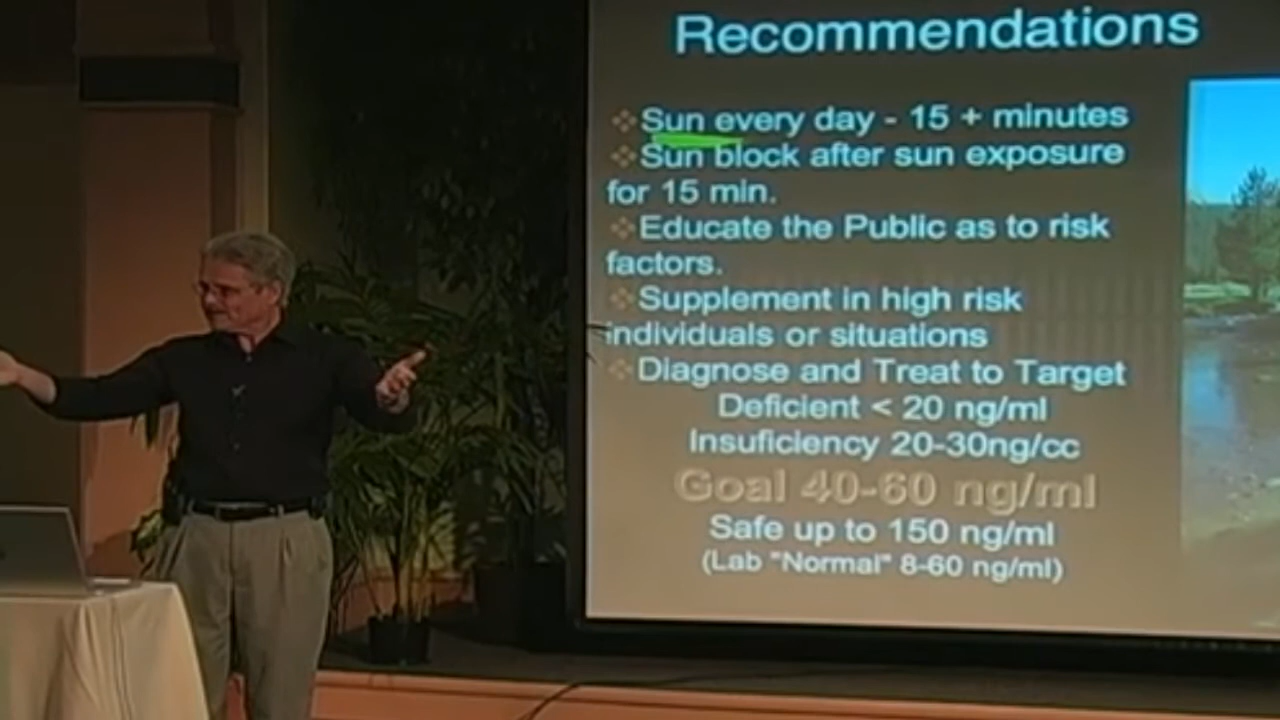 Recommendations
Sun every day - 15 + minutes
Sun block after sun exposure
for 15 min.
Educate the Public as to risk
factors.
Supplement in high risk
individuals or situations
Diagnose and Treat to Target
Deficient < 20 ng/ml
Insuficiency 20-30ng/cc
Goal 40-60 ng/ml
Safe up to 150 ng/ml
(Lab "Normal" 8-60 ng/ml)